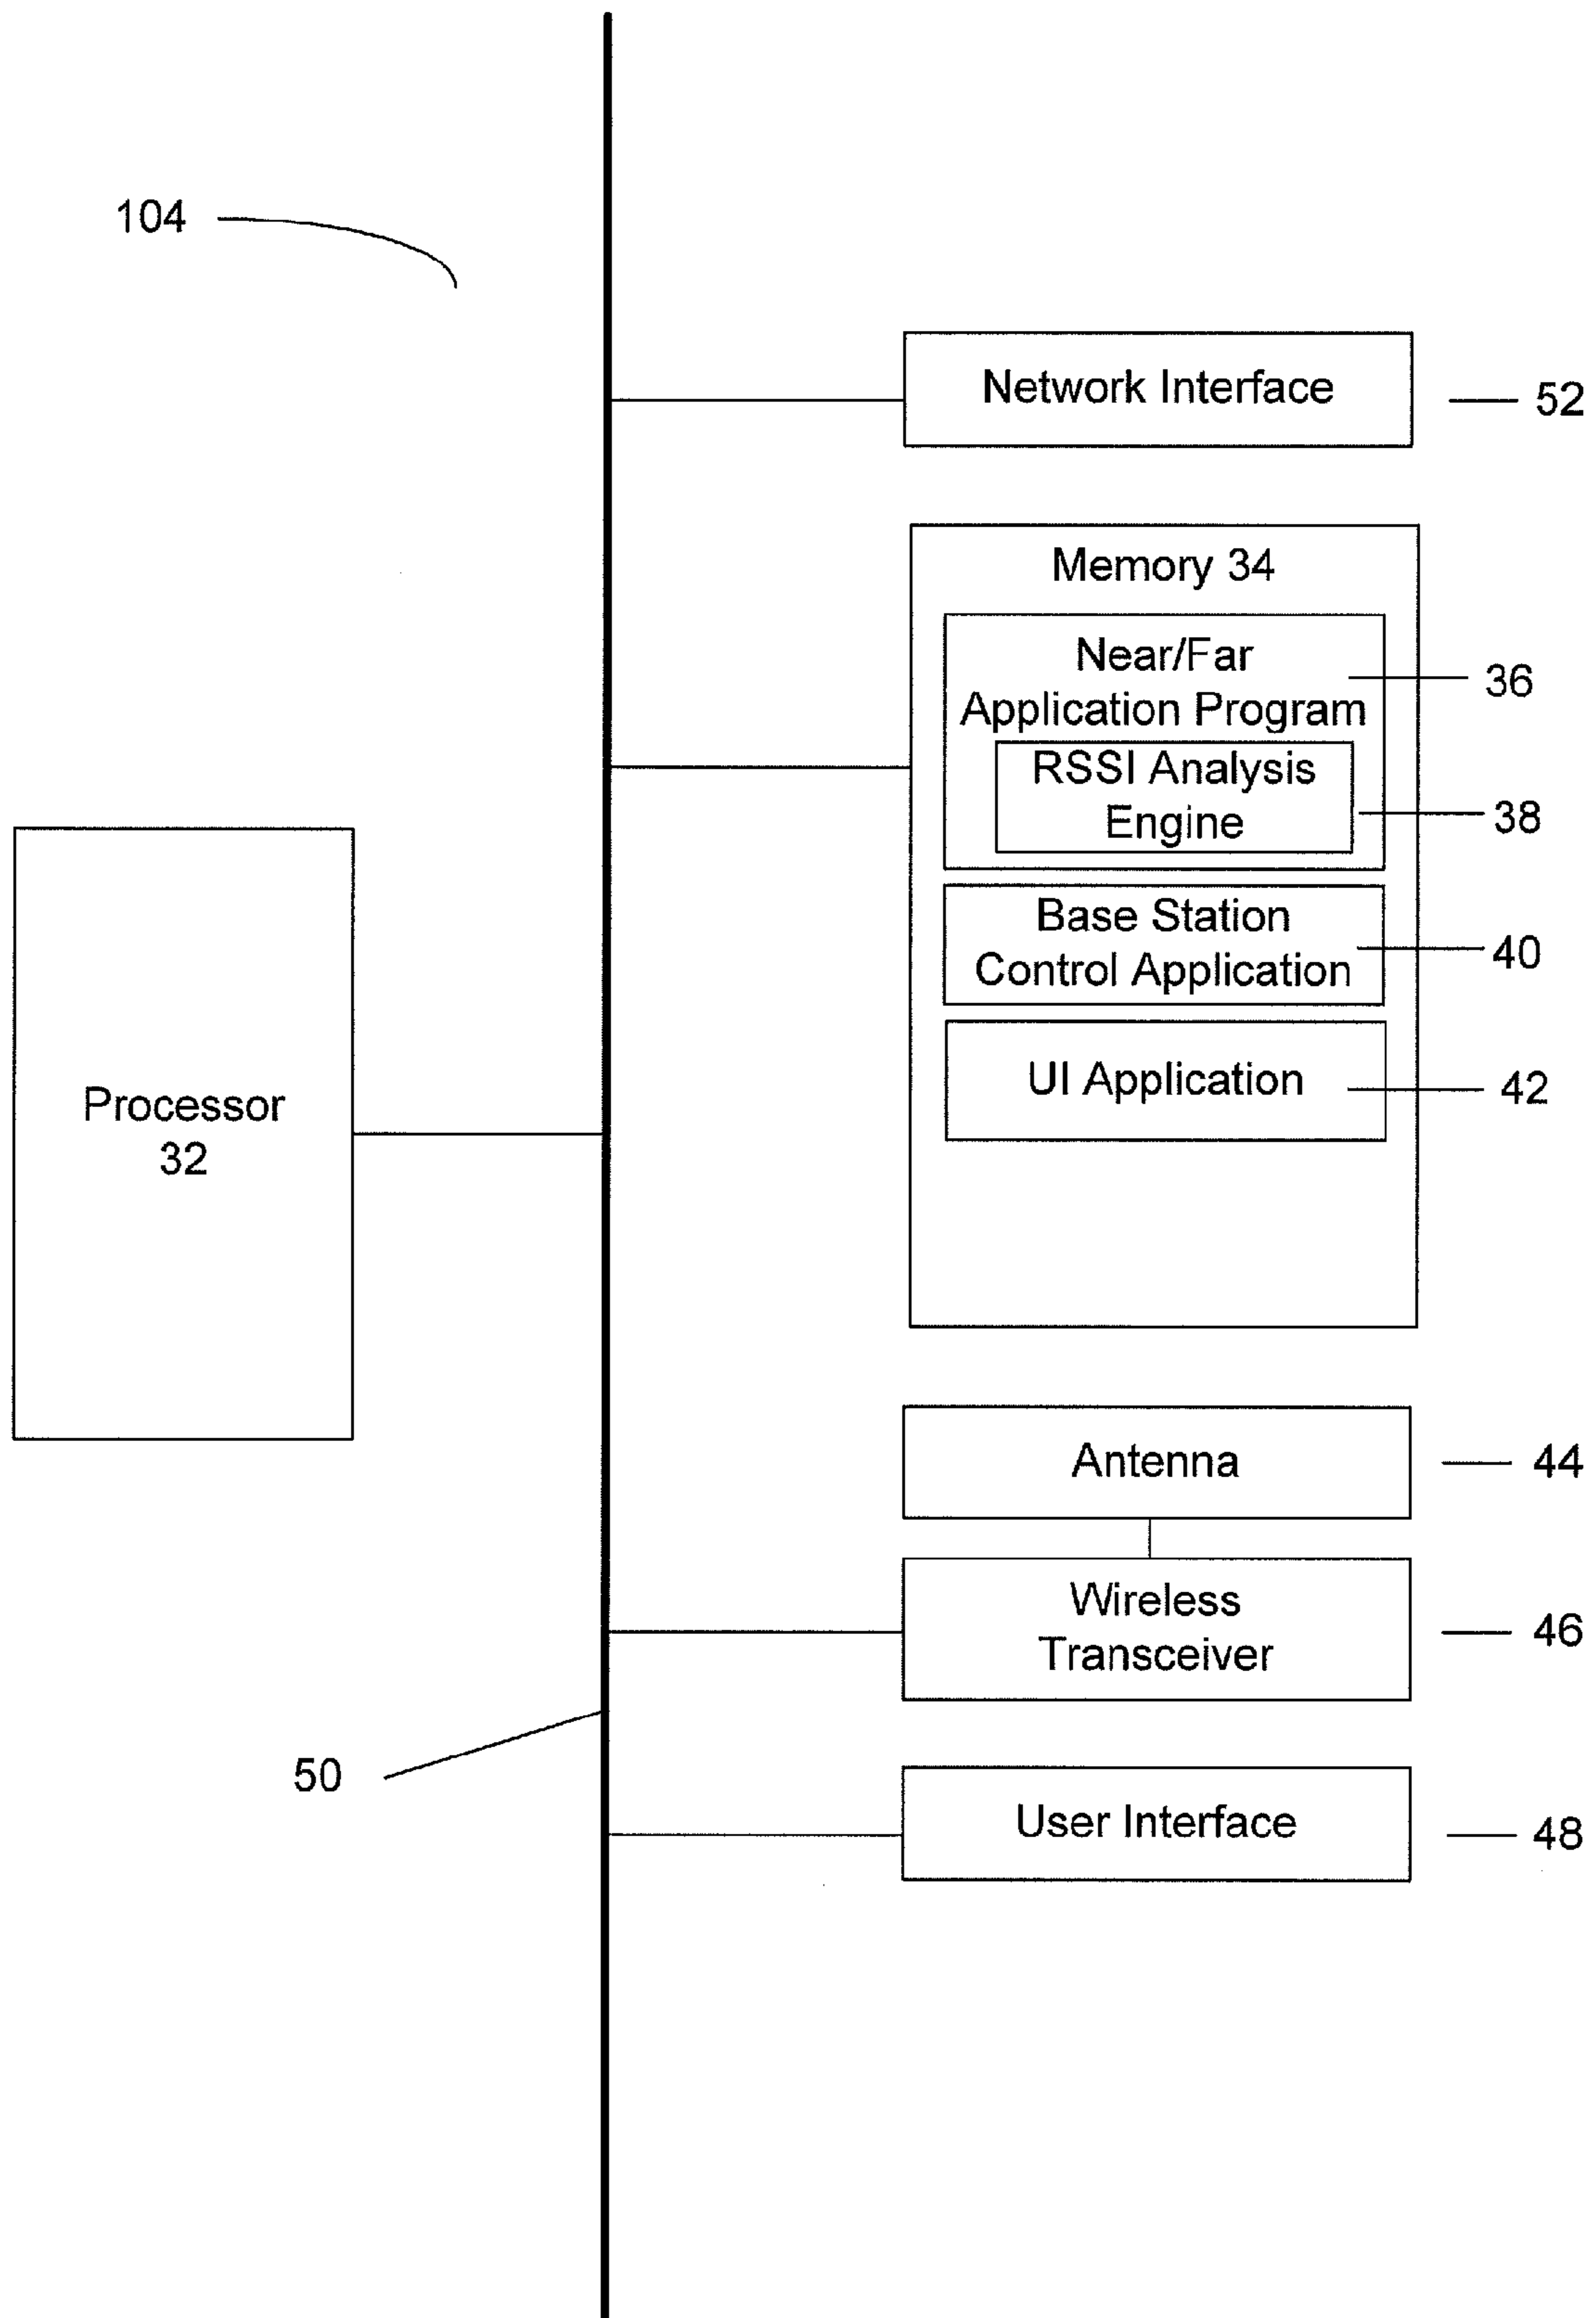 104
Network Interface
52
Memory 34
Near/Far
Application Program
36
RSSI Analysis
Engine
38
Base Station
Control Application
40
UI Application
42
Processor
32
Antenna
44
Wireless
Transceiver
46
50
User Interface
48